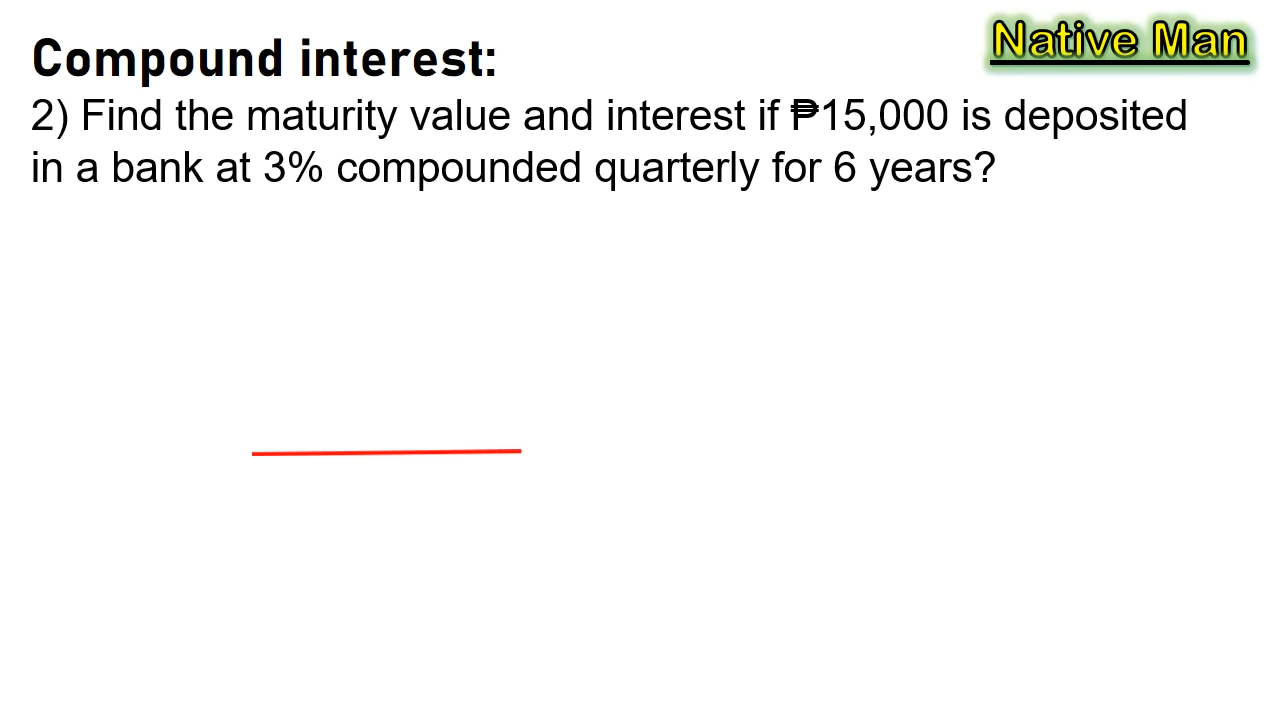 Native Man
Compound interest:
2) Find the maturity value and interest if ₱15,000 is deposited
in a bank at 3% compounded quarterly for 6 years?